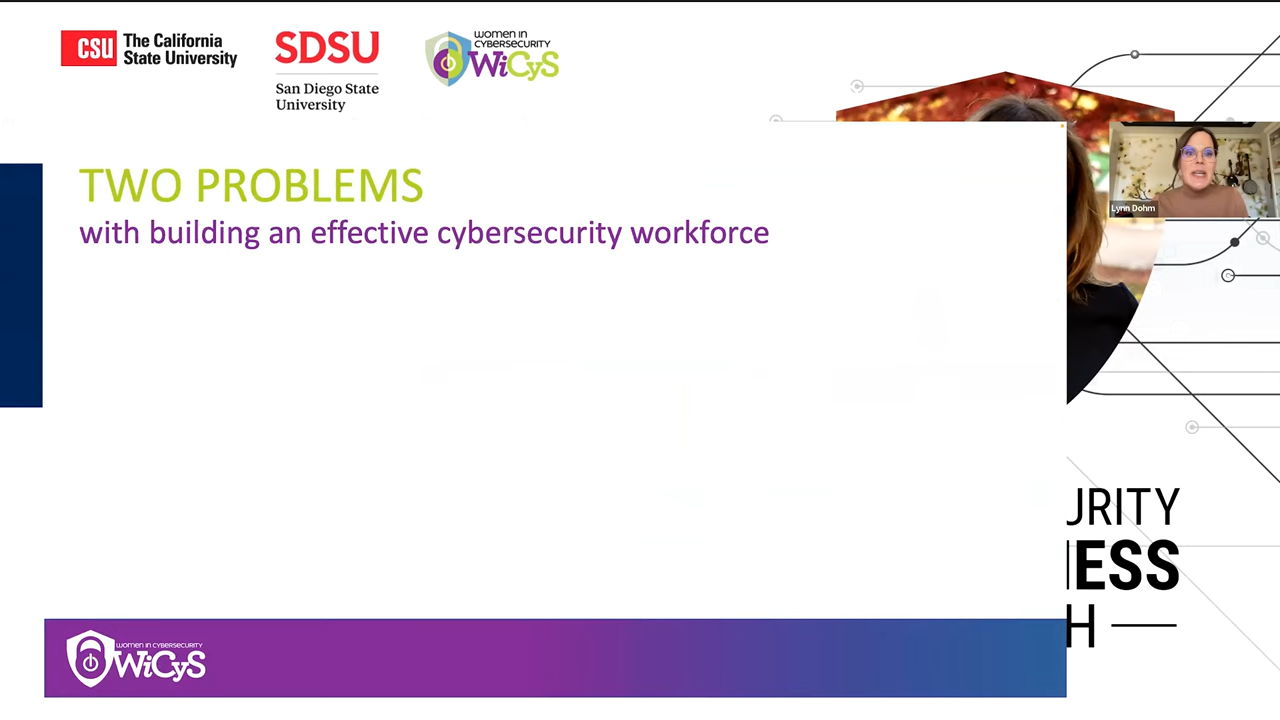 CSU The California
State University
SDSU
San Diego State
University
women in
CYBERSECURITY
WiCyS
TWO PROBLEMS
with building an effective cybersecurity workforce
Lynn Dohm
URITY
ESS
H
WOMEN IN CYBERSECURITY
WiCyS